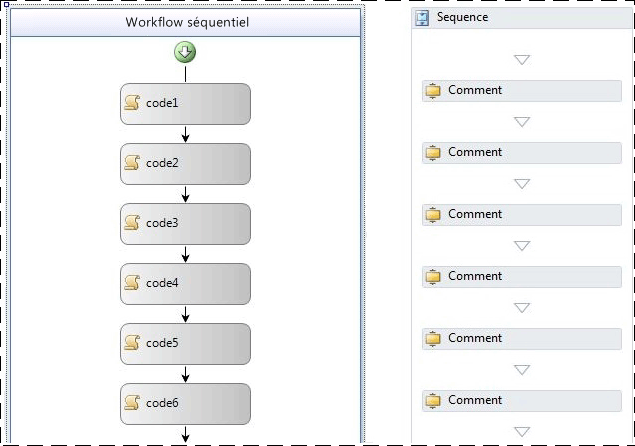 Workflow séquentiel
code1
code2
code3
code4
code5
code6
Sequence
Comment
Comment
Comment
Comment
Comment
Comment